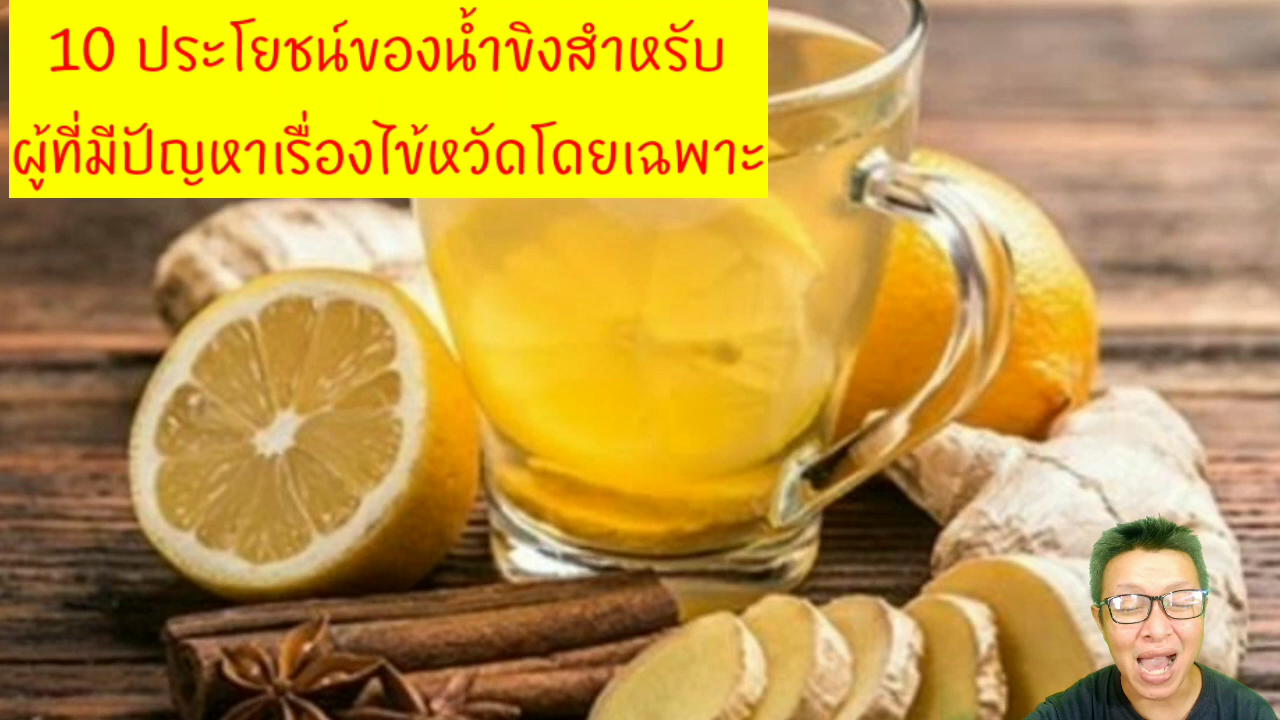 10 ประโยชน์ของน้ำขิงสำหรับ
ผู้ที่มีปัญหาเรื่องไข้หวัดโดยเฉพาะ